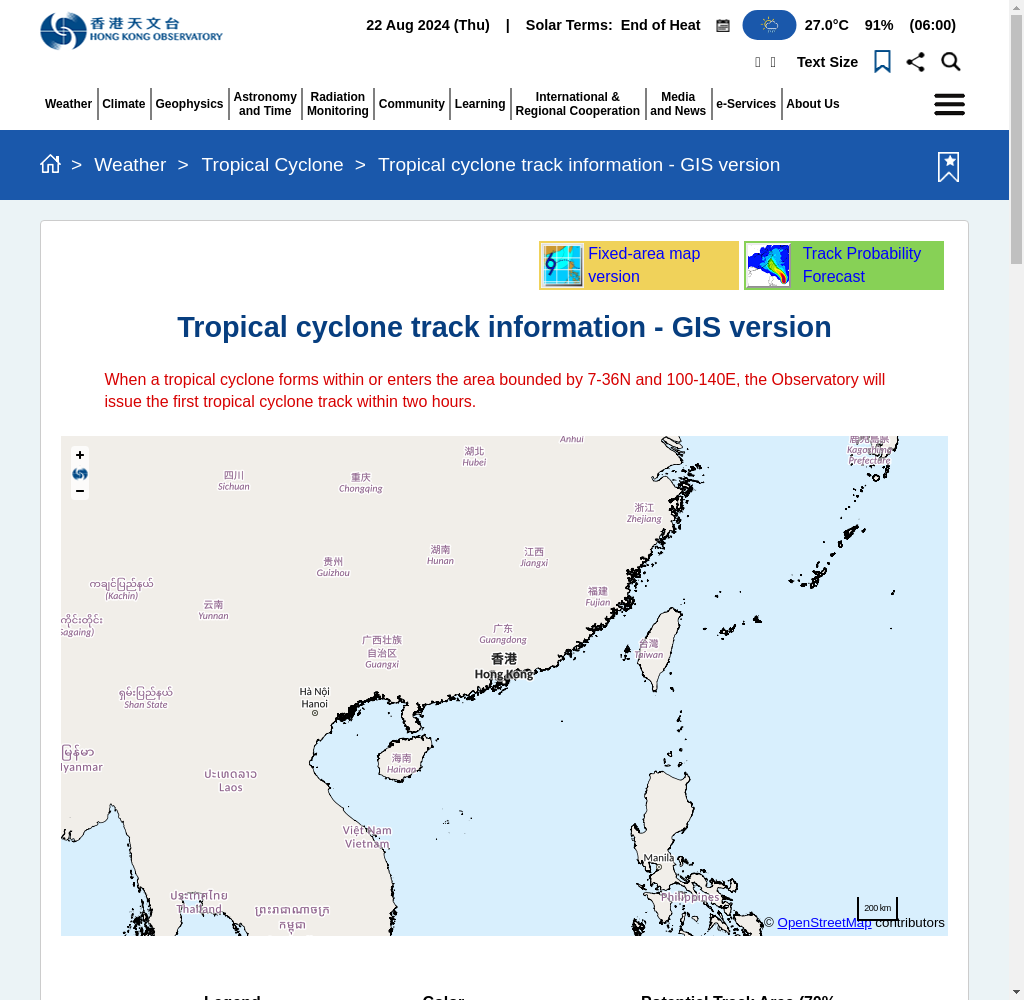 香港天文台
HONG KONG OBSERVATORY
22 Aug 2024 (Thu) | Solar Terms: End of Heat 27.0°C 91% (06:00)
Text Size
Weather Climate Geophysics Astronomy and Time Radiation Monitoring Community Learning International & Regional Cooperation Media and News e-Services About Us
> Weather > Tropical Cyclone > Tropical cyclone track information - GIS version
Fixed-area map
version
Track Probability
Forecast
Tropical cyclone track information - GIS version
When a tropical cyclone forms within or enters the area bounded by 7-36N and 100-140E, the Observatory will
issue the first tropical cyclone track within two hours.
+
−
Anhui
湖北
Hubei
Kagoshima
Prefecture
四川
Sichuan
重庆
Chongqing
浙江
Zhejiang
湖南
Hunan
江西
Jiangxi
贵州
Guizhou
ကချင်ပြည်နယ်
(Kachin)
福建
Fujian
云南
Yunnan
ကိုင်းတိုင်း
Sagaing)
广东
Guangdong
广西壮族
自治区
Guangxi
台灣
Taiwan
香港
Hong Kong
ရှမ်းပြည်နယ်
Shan State
Hà Nội
Hanoi
မြန်မာ
Myanmar
海南
Hainan
ປະເທດລາວ
Laos
Việt Nam
Vietnam
Manila
ประเทศไทย
Thailand
Philippines
ព្រះរាជាណាចក្រ
កម្ពុជា
200 km
© OpenStreetMap contributors
Legend Color Potential Track Area (70%